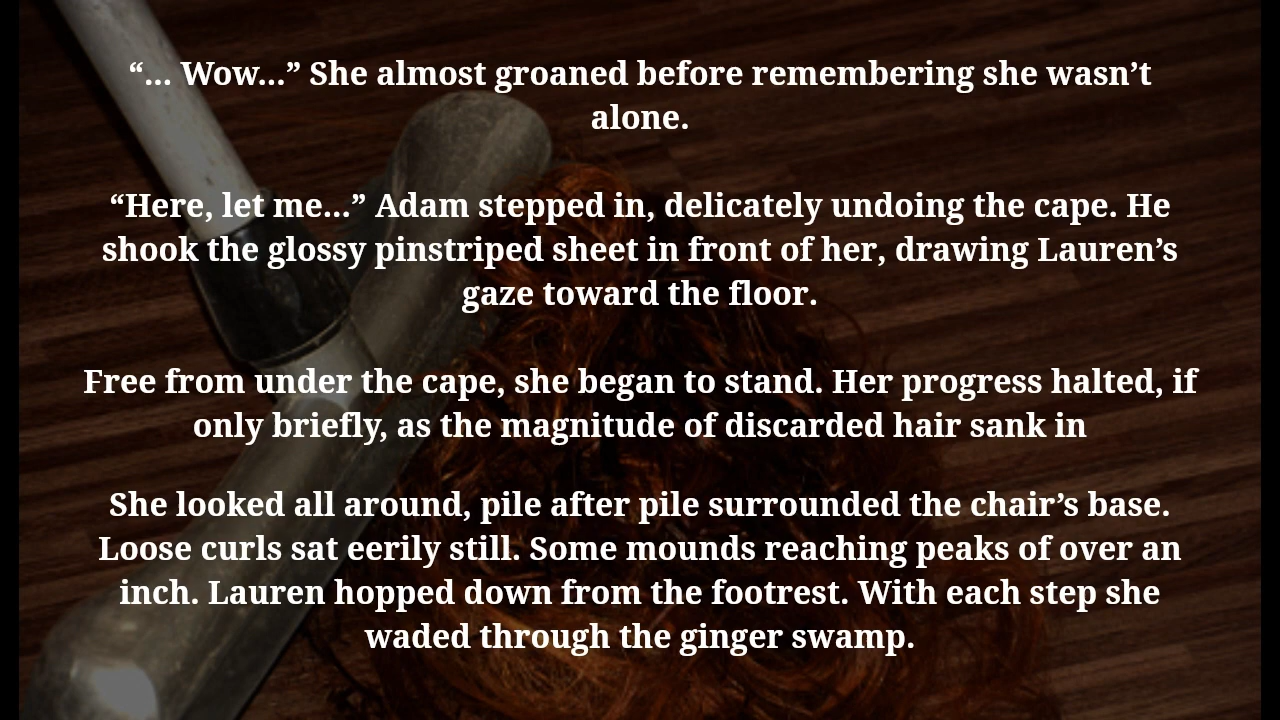 “... Wow...” She almost groaned before remembering she wasn’t
alone.
“Here, let me...” Adam stepped in, delicately undoing the cape. He
shook the glossy pinstriped sheet in front of her, drawing Lauren’s
gaze toward the floor.
Free from under the cape, she began to stand. Her progress halted, if
only briefly, as the magnitude of discarded hair sank in
She looked all around, pile after pile surrounded the chair’s base.
Loose curls sat eerily still. Some mounds reaching peaks of over an
inch. Lauren hopped down from the footrest. With each step she
waded through the ginger swamp.